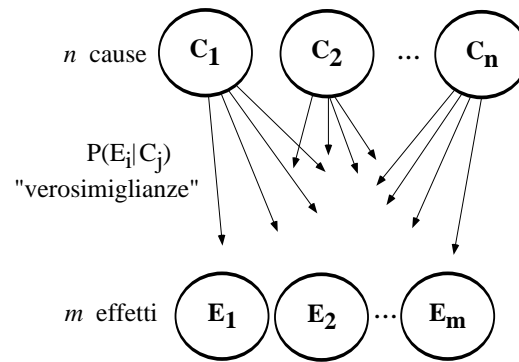 n cause C1 C2 ... Cn
P(Ei|Cj)
"verosimiglianze"
m effetti E1 E2 ... Em